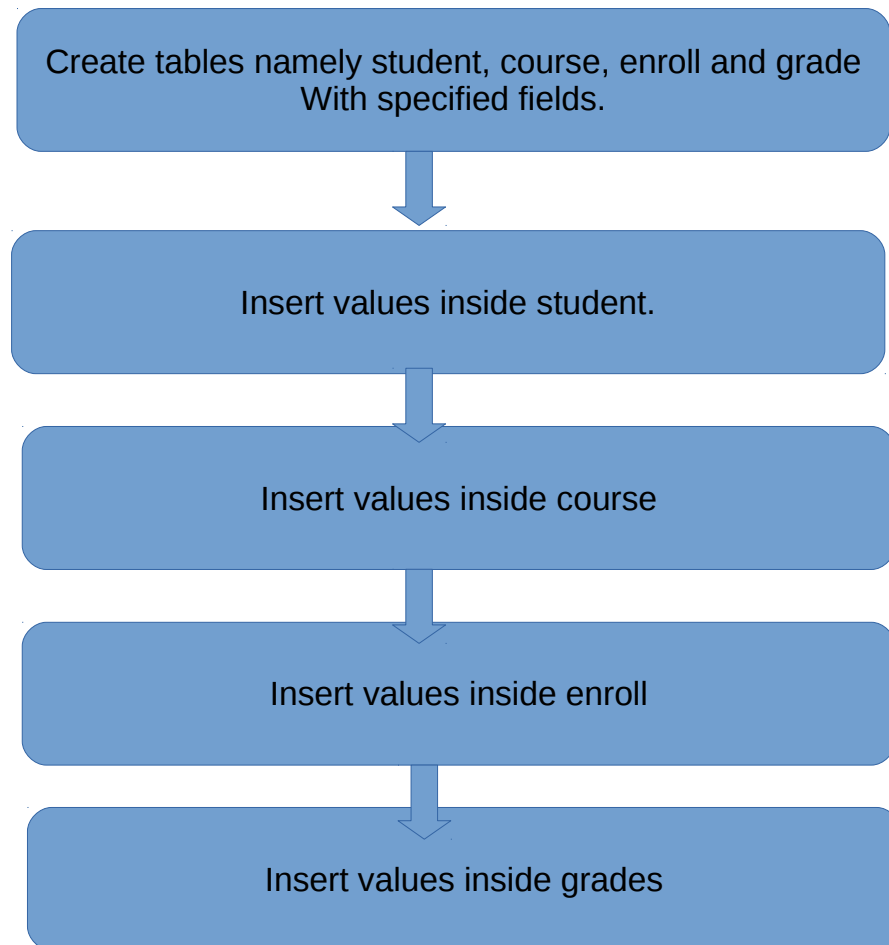 Create tables namely student, course, enroll and grade
With specified fields.
Insert values inside student.
Insert values inside course
Insert values inside enroll
Insert values inside grades